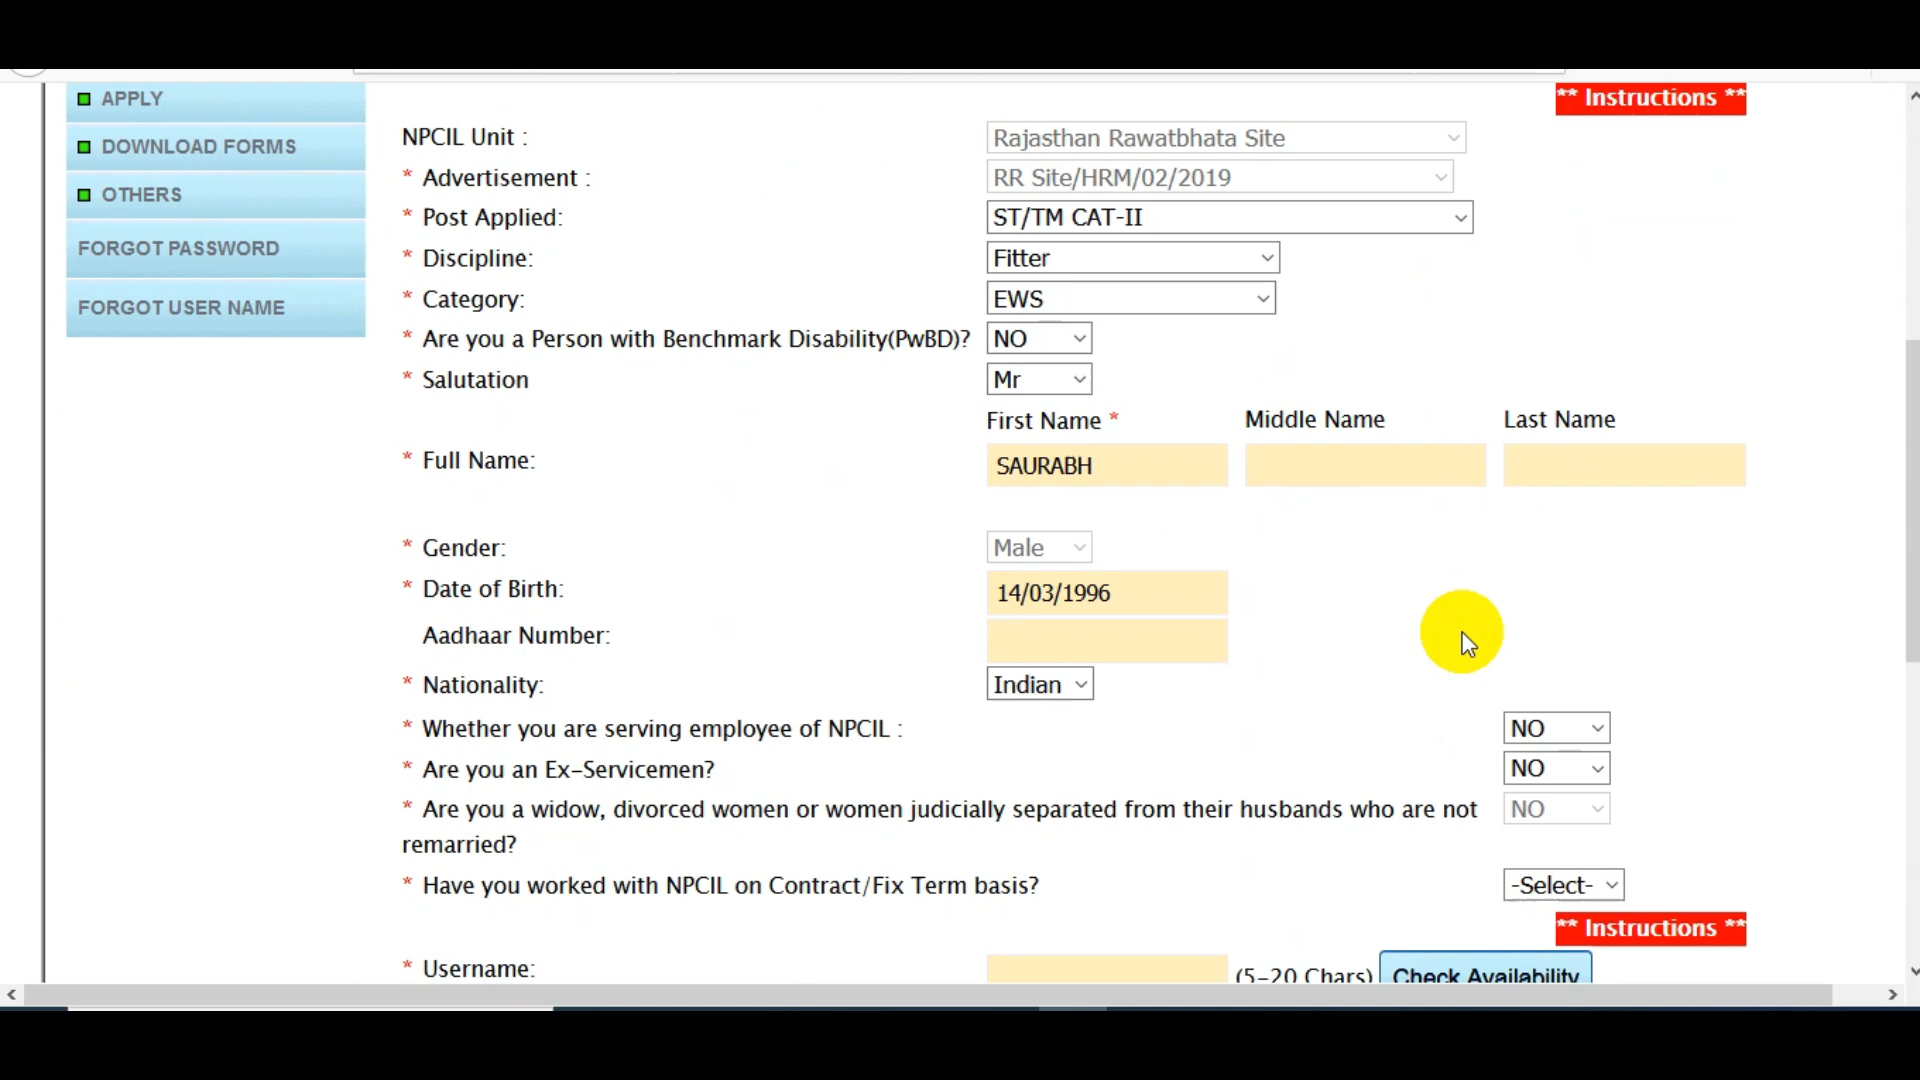 APPLY
** Instructions **
DOWNLOAD FORMS
NPCIL Unit :
Rajasthan Rawatbhata Site
* Advertisement :
RR Site/HRM/02/2019
OTHERS
* Post Applied:
ST/TM CAT-II
FORGOT PASSWORD
* Discipline:
Fitter
FORGOT USER NAME
* Category:
EWS
* Are you a Person with Benchmark Disability(PwBD)?
NO
* Salutation
Mr
First Name *
Middle Name
Last Name
* Full Name:
SAURABH
* Gender:
Male
* Date of Birth:
14/03/1996
Aadhaar Number:
* Nationality:
Indian
* Whether you are serving employee of NPCIL :
NO
* Are you an Ex-Servicemen?
NO
* Are you a widow, divorced women or women judicially separated from their husbands who are not
remarried?
NO
* Have you worked with NPCIL on Contract/Fix Term basis?
-Select-
** Instructions **
* Username:
(5-20 Chars)
Check Availability